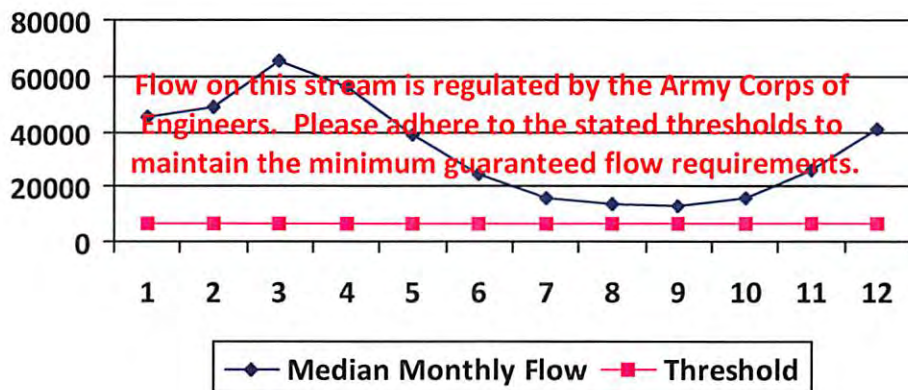 80000
60000
40000
20000
0
Flow on this stream is regulated by the Army Corps of
Engineers. Please adhere to the stated thresholds to
maintain the minimum guaranteed flow requirements.
1 2 3 4 5 6 7 8 9 10 11 12
Median Monthly Flow Threshold